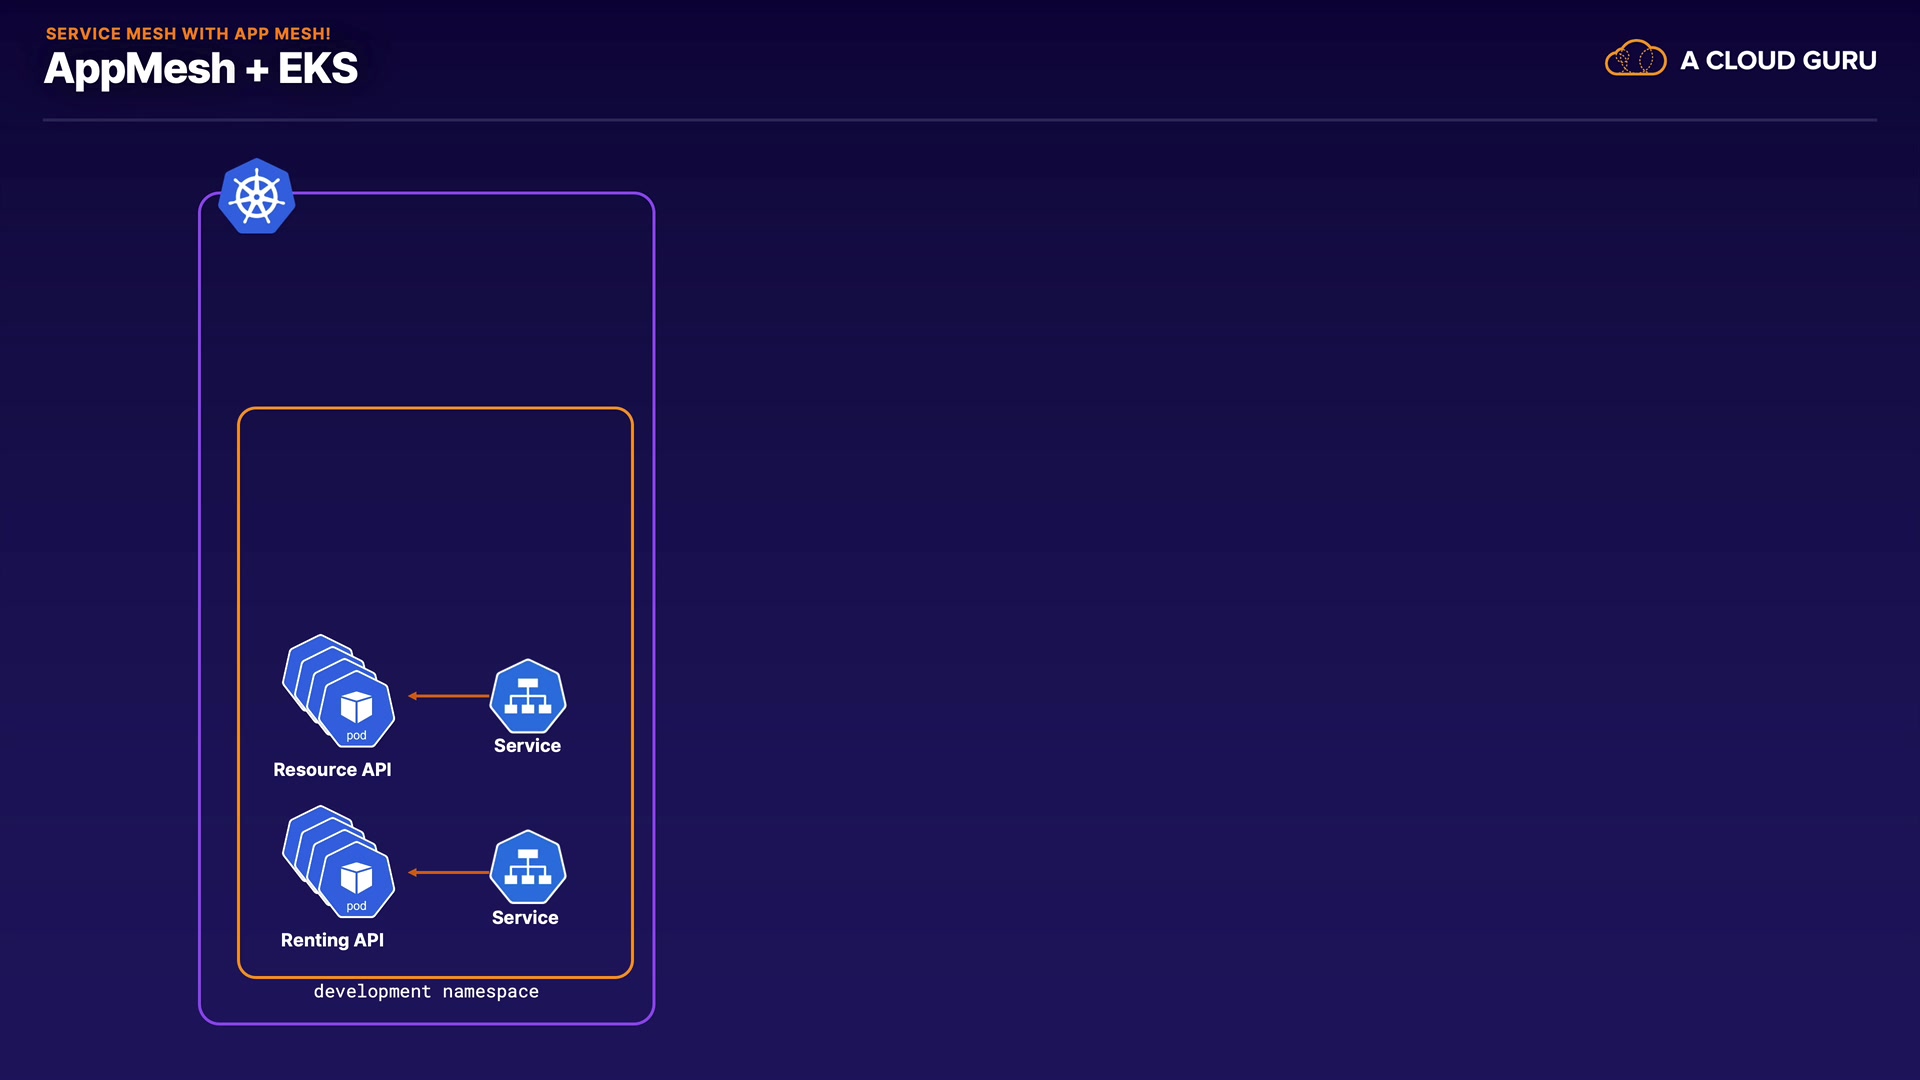 SERVICE MESH WITH APP MESH!
AppMesh + EKS
A CLOUD GURU
pod
Service
Resource API
pod
Service
Renting API
development namespace